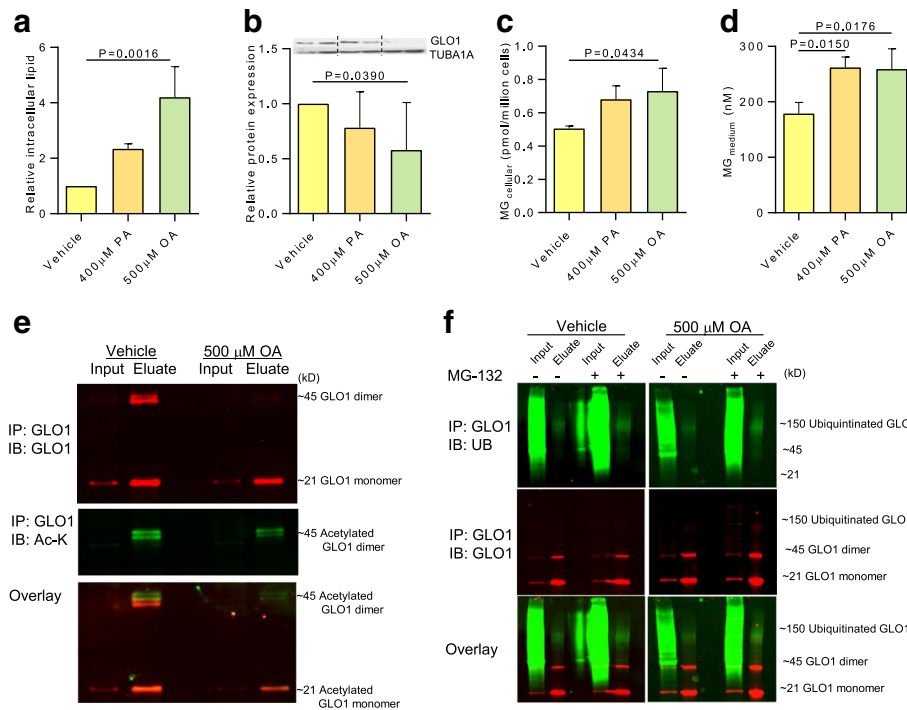 a
Relative intracellular lipid
6
4
2
0
P=0.0016
Vehicle
400μM PA
500μM OA
b
GLO1
TUBA1A
Relative protein expression
1.5
1.0
0.5
0.0
P=0.0390
Vehicle
400μM PA
500μM OA
c
MGcellular (pmol/million cells)
1.0
0.8
0.6
0.4
0.2
0.0
P=0.0434
Vehicle
400μM PA
500μM OA
d
MGmedium (nM)
300
200
100
0
P=0.0176
P=0.0150
Vehicle
400μM PA
500μM OA
e
Vehicle 500 μM OA
Input Eluate Input Eluate
(kD)
~45 GLO1 dimer
IP: GLO1
IB: GLO1
~21 GLO1 monomer
IP: GLO1
IB: Ac-K
~45 Acetylated
GLO1 dimer
Overlay
~45 Acetylated
GLO1 dimer
~21 Acetylated
GLO1 monomer
f
Vehicle 500 μM OA
Input Eluate Input Eluate Input Eluate Input Eluate
MG-132 - - + + - - + + (kD)
IP: GLO1
IB: UB
~150 Ubiquintinated GLO
~45
~21
IP: GLO1
IB: GLO1
~150 Ubiquitinated GLO
~45 GLO1 dimer
~21 GLO1 monomer
Overlay
~150 Ubiquitinated GLO
~45 GLO1 dimer
~21 GLO1 monomer